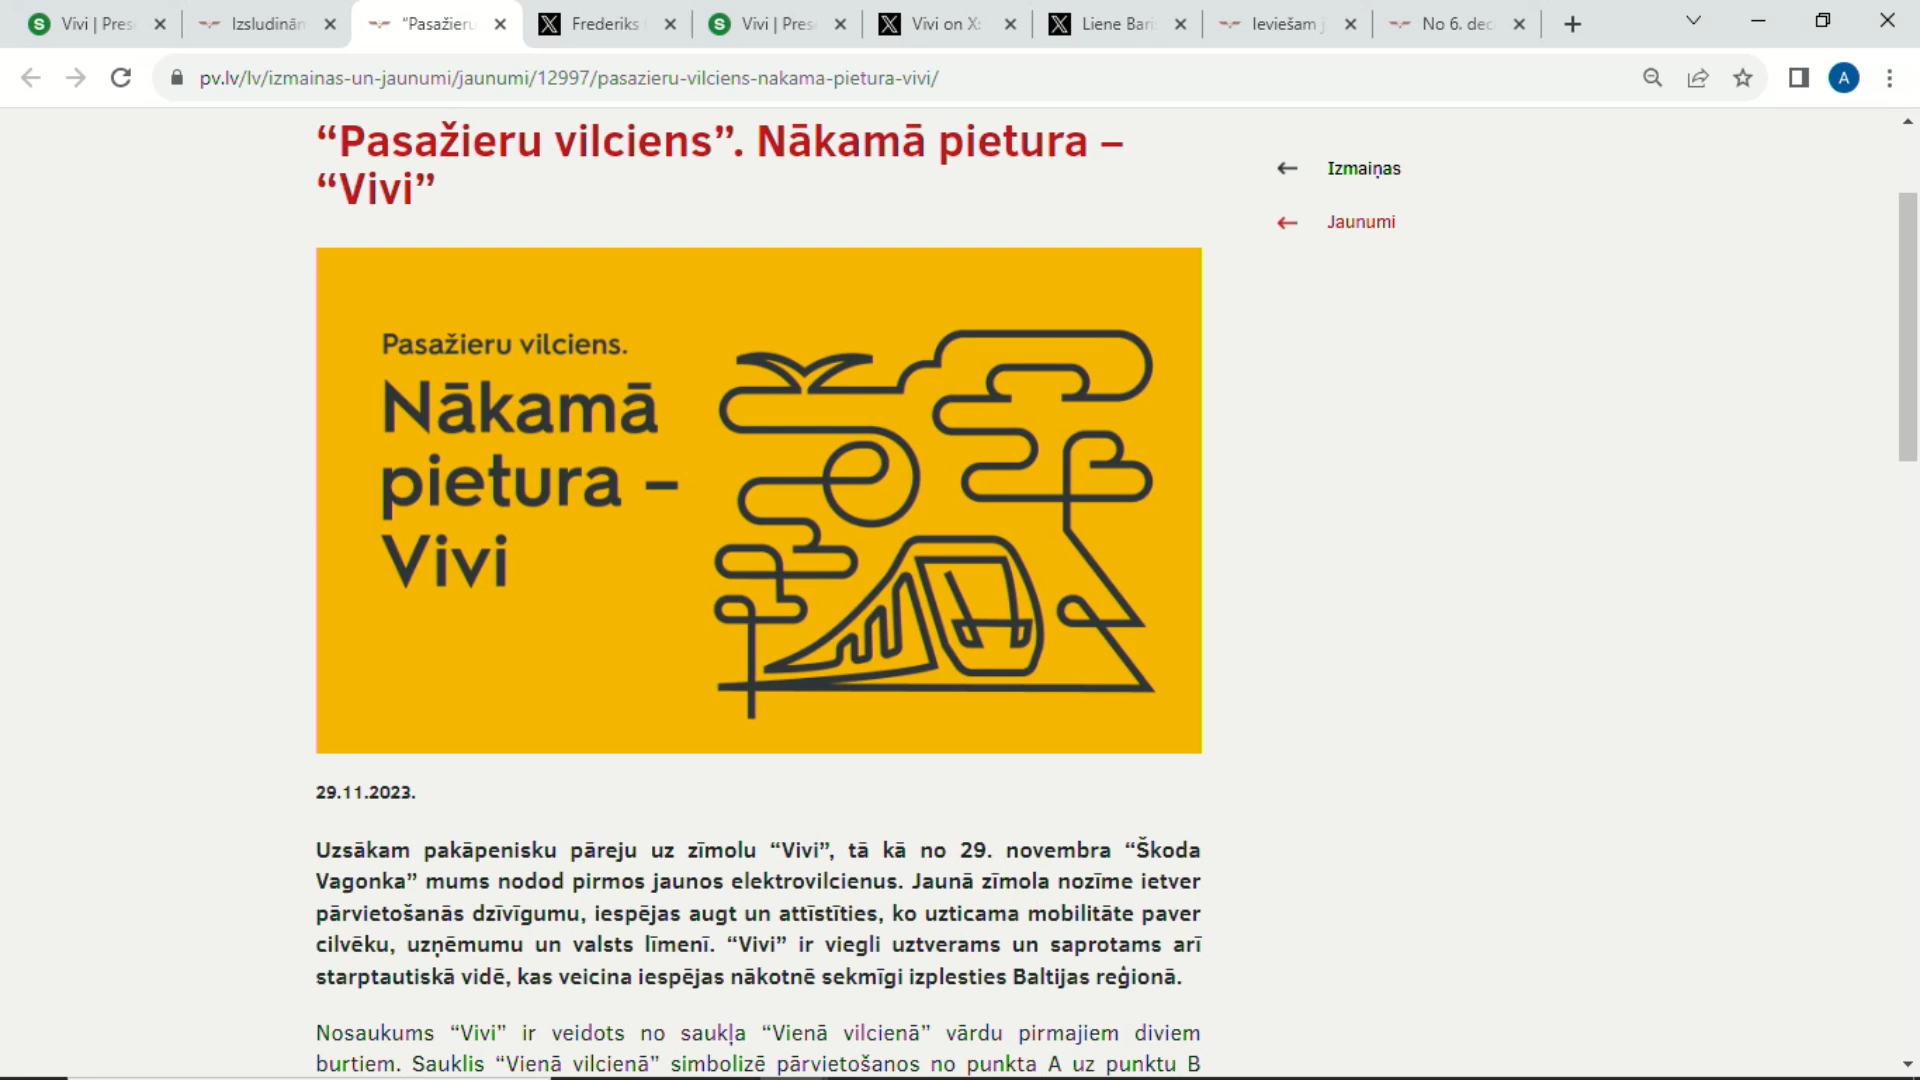 Vivi | Pres
Izsludinām
“Pasažieru
Frederiks
Vivi | Pres
Vivi on X:
Liene Bari
Ieviešam j
No 6. dec
pv.lv/lv/izmainas-un-jaunumi/jaunumi/12997/pasazieru-vilciens-nakama-pietura-vivi/
A
“Pasažieru vilciens”. Nākamā pietura –
“Vivi”
Izmaiņas
Jaunumi
Pasažieru vilciens.
Nākamā
pietura –
Vivi
29.11.2023.
Uzsākam pakāpenisku pāreju uz zīmolu “Vivi”, tā kā no 29. novembra “Škoda
Vagonka” mums nodod pirmos jaunos elektrovilcienus. Jaunā zīmola nozīme ietver
pārvietošanās dzīvīgumu, iespējas augt un attīstīties, ko uzticama mobilitāte paver
cilvēku, uzņēmumu un valsts līmenī. “Vivi” ir viegli uztverams un saprotams arī
starptautiskā vidē, kas veicina iespējas nākotnē sekmīgi izplesties Baltijas reģionā.
Nosaukums “Vivi” ir veidots no saukļa “Vienā vilcienā” vārdu pirmajiem diviem
burtiem. Sauklis “Vienā vilcienā” simbolizē pārvietošanos no punkta A uz punktu B